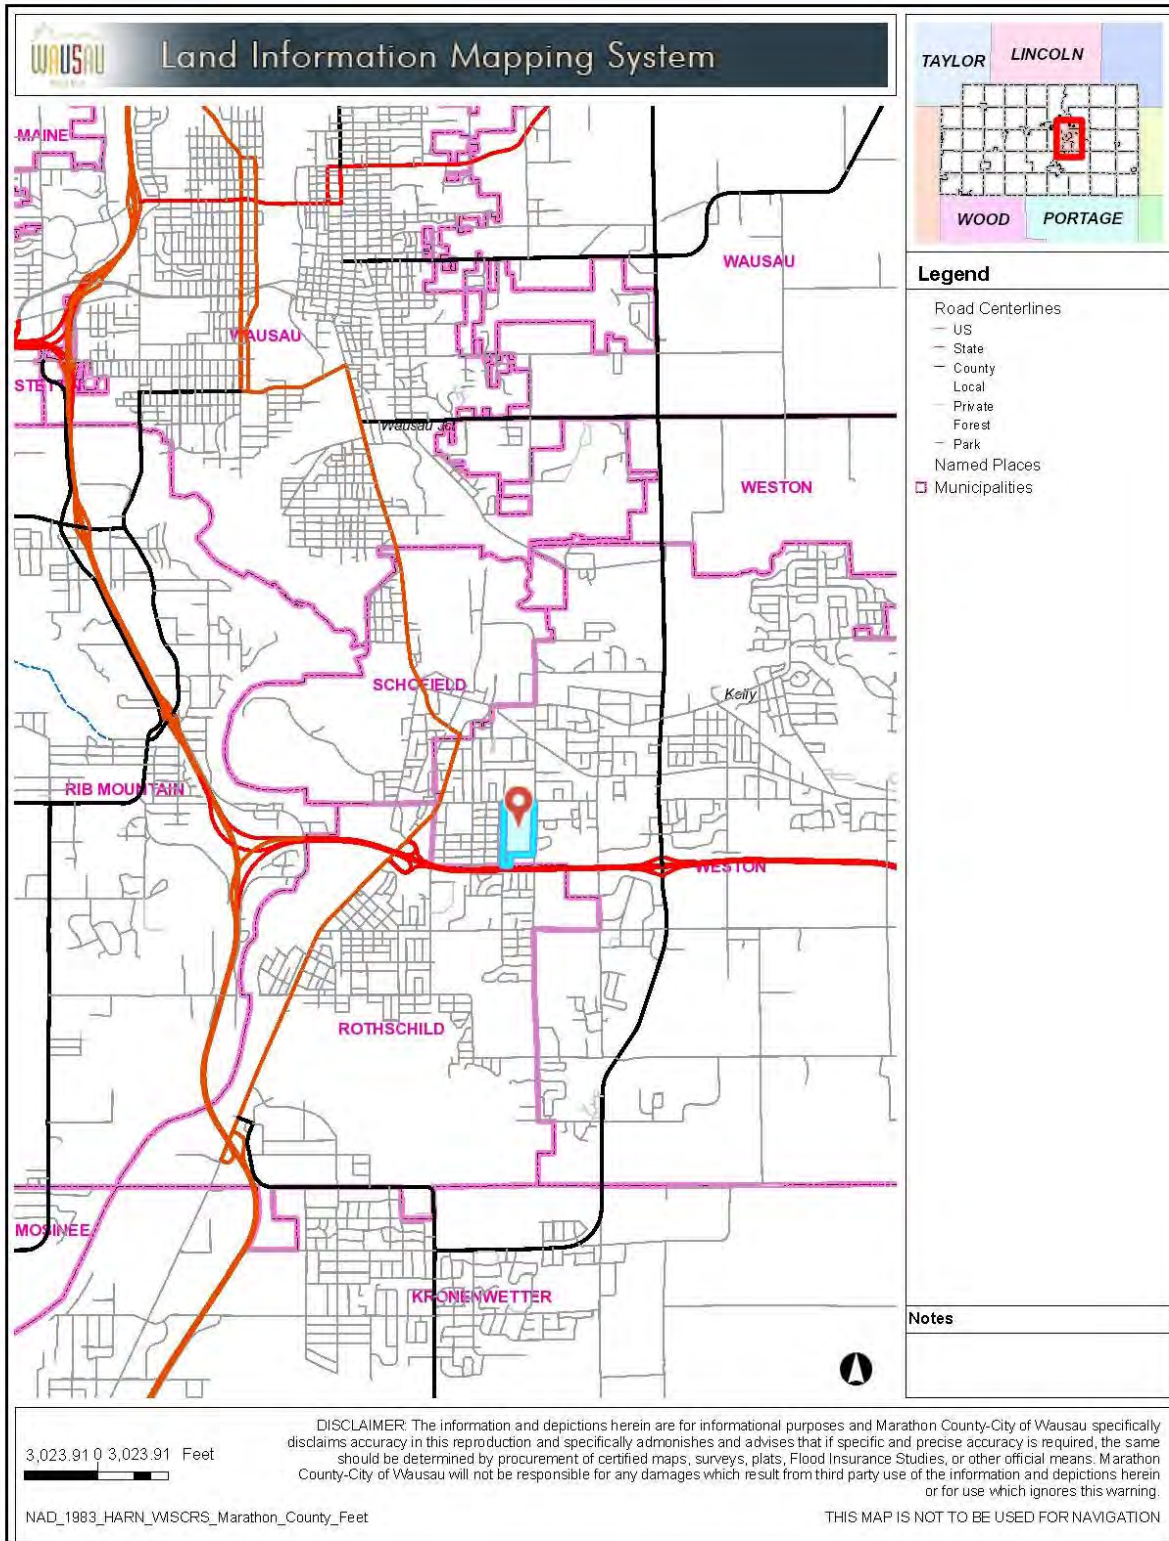 WAUSAU
Land Information Mapping System
TAYLOR
LINCOLN
WOOD
PORTAGE
MAINE
WAUSAU
WAUSAU
STETTIN
Wausau Jct
WESTON
SCHOFIELD
Kelly
RIB MOUNTAIN
WESTON
ROTHSCHILD
MOSINEE
KRONENWETTER
Legend
Road Centerlines
US
State
County
Local
Private
Forest
Park
Named Places
Municipalities
Notes
3,023.91 0 3,023.91 Feet
NAD_1983_HARN_WISCRS_Marathon_County_Feet
DISCLAIMER: The information and depictions herein are for informational purposes and Marathon County-City of Wausau specifically
disclaims accuracy in this reproduction and specifically admonishes and advises that if specific and precise accuracy is required, the same
should be determined by procurement of certified maps, surveys, plats, Flood Insurance Studies, or other official means. Marathon
County-City of Wausau will not be responsible for any damages which result from third party use of the information and depictions herein
or for use which ignores this warning.
THIS MAP IS NOT TO BE USED FOR NAVIGATION